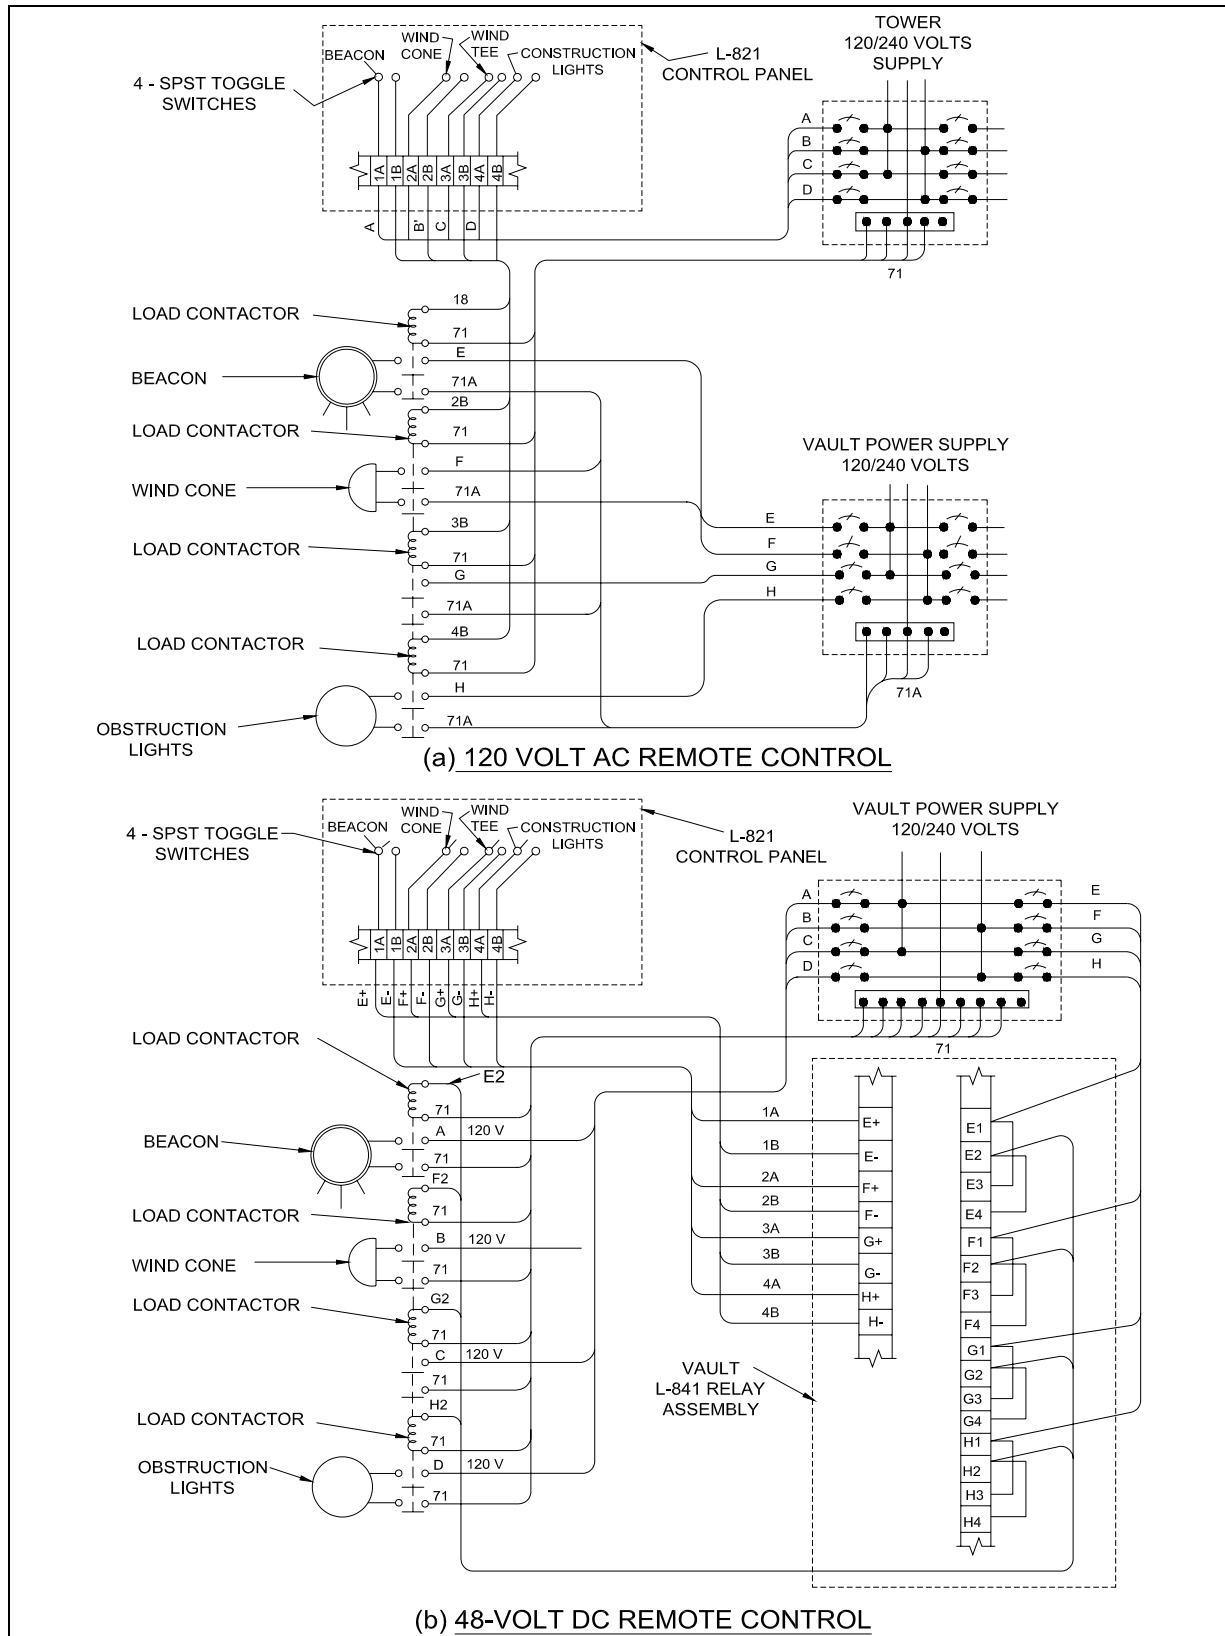 TOWER
120/240 VOLTS
SUPPLY
WIND
CONE
WIND
TEE
BEACON
CONSTRUCTION
LIGHTS
L-821
CONTROL PANEL
4 - SPST TOGGLE
SWITCHES
1A
1B
2A
2B
3A
3B
4A
4B
A
B
C
D
A
B'
C
D
71
LOAD CONTACTOR
18
71
BEACON
E
71A
LOAD CONTACTOR
2B
71
WIND CONE
F
71A
LOAD CONTACTOR
3B
71
G
71A
LOAD CONTACTOR
4B
71
OBSTRUCTION
LIGHTS
H
71A
VAULT POWER SUPPLY
120/240 VOLTS
E
F
G
H
71A
(a) 120 VOLT AC REMOTE CONTROL
4 - SPST TOGGLE
SWITCHES
BEACON
WIND
CONE
WIND
TEE
CONSTRUCTION
LIGHTS
L-821
CONTROL PANEL
1A
1B
2A
2B
3A
3B
4A
4B
E+
E-
F+
F-
G+
G-
H+
H-
VAULT POWER SUPPLY
120/240 VOLTS
A
B
C
D
E
F
G
H
71
LOAD CONTACTOR
E2
71
BEACON
A 120 V
71
LOAD CONTACTOR
F2
71
WIND CONE
B 120 V
71
LOAD CONTACTOR
G2
71
C 120 V
71
LOAD CONTACTOR
H2
71
OBSTRUCTION
LIGHTS
D 120 V
71
1A
1B
2A
2B
3A
3B
4A
4B
E+
E-
F+
F-
G+
G-
H+
H-
E1
E2
E3
E4
F1
F2
F3
F4
G1
G2
G3
G4
H1
H2
H3
H4
VAULT
L-841 RELAY
ASSEMBLY
(b) 48-VOLT DC REMOTE CONTROL